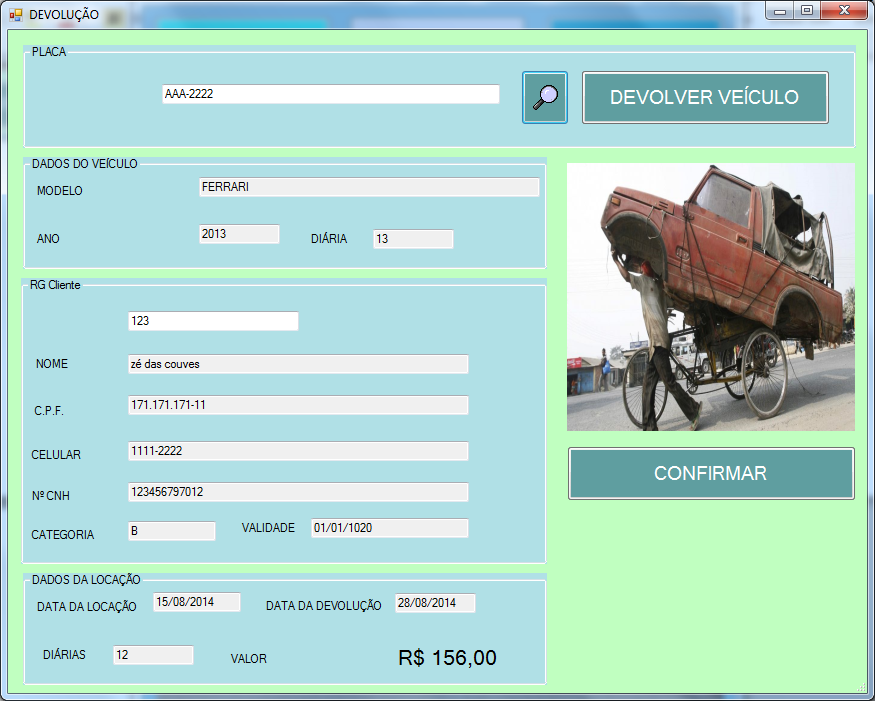 DEVOLUÇÃO
PLACA
AAA-2222
DEVOLVER VEÍCULO
DADOS DO VEÍCULO
MODELO FERRARI
ANO 2013 DIÁRIA 13
RG Cliente
123
NOME zé das couves
C.P.F. 171.171.171-11
CELULAR 1111-2222
Nº CNH 123456797012
CATEGORIA B VALIDADE 01/01/1020
CONFIRMAR
DADOS DA LOCAÇÃO
DATA DA LOCAÇÃO 15/08/2014 DATA DA DEVOLUÇÃO 28/08/2014
DIÁRIAS 12 VALOR R$ 156,00